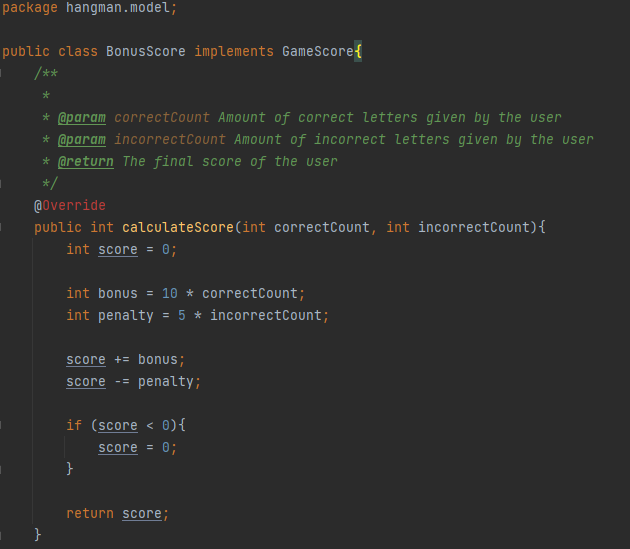 package hangman.model;
public class BonusScore implements GameScore{
/**
*
* @param correctCount Amount of correct letters given by the user
* @param incorrectCount Amount of incorrect letters given by the user
* @return The final score of the user
*/
@Override
public int calculateScore(int correctCount, int incorrectCount){
int score = 0;
int bonus = 10 * correctCount;
int penalty = 5 * incorrectCount;
score += bonus;
score -= penalty;
if (score < 0){
score = 0;
}
return score;
}